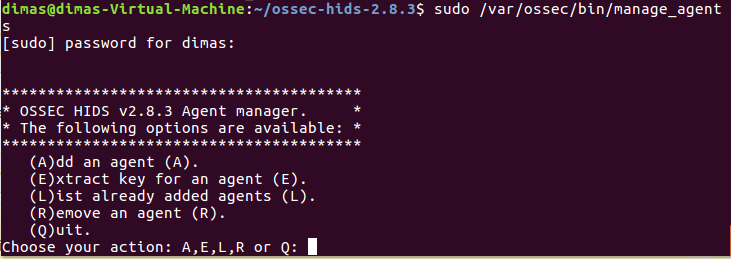 dimas@dimas-Virtual-Machine:~/ossec-hids-2.8.3$ sudo /var/ossec/bin/manage_agent
s
[sudo] password for dimas:
****************************************
* OSSEC HIDS v2.8.3 Agent manager.     *
* The following options are available: *
****************************************
   (A)dd an agent (A).
   (E)xtract key for an agent (E).
   (L)ist already added agents (L).
   (R)emove an agent (R).
   (Q)uit.
Choose your action: A,E,L,R or Q: